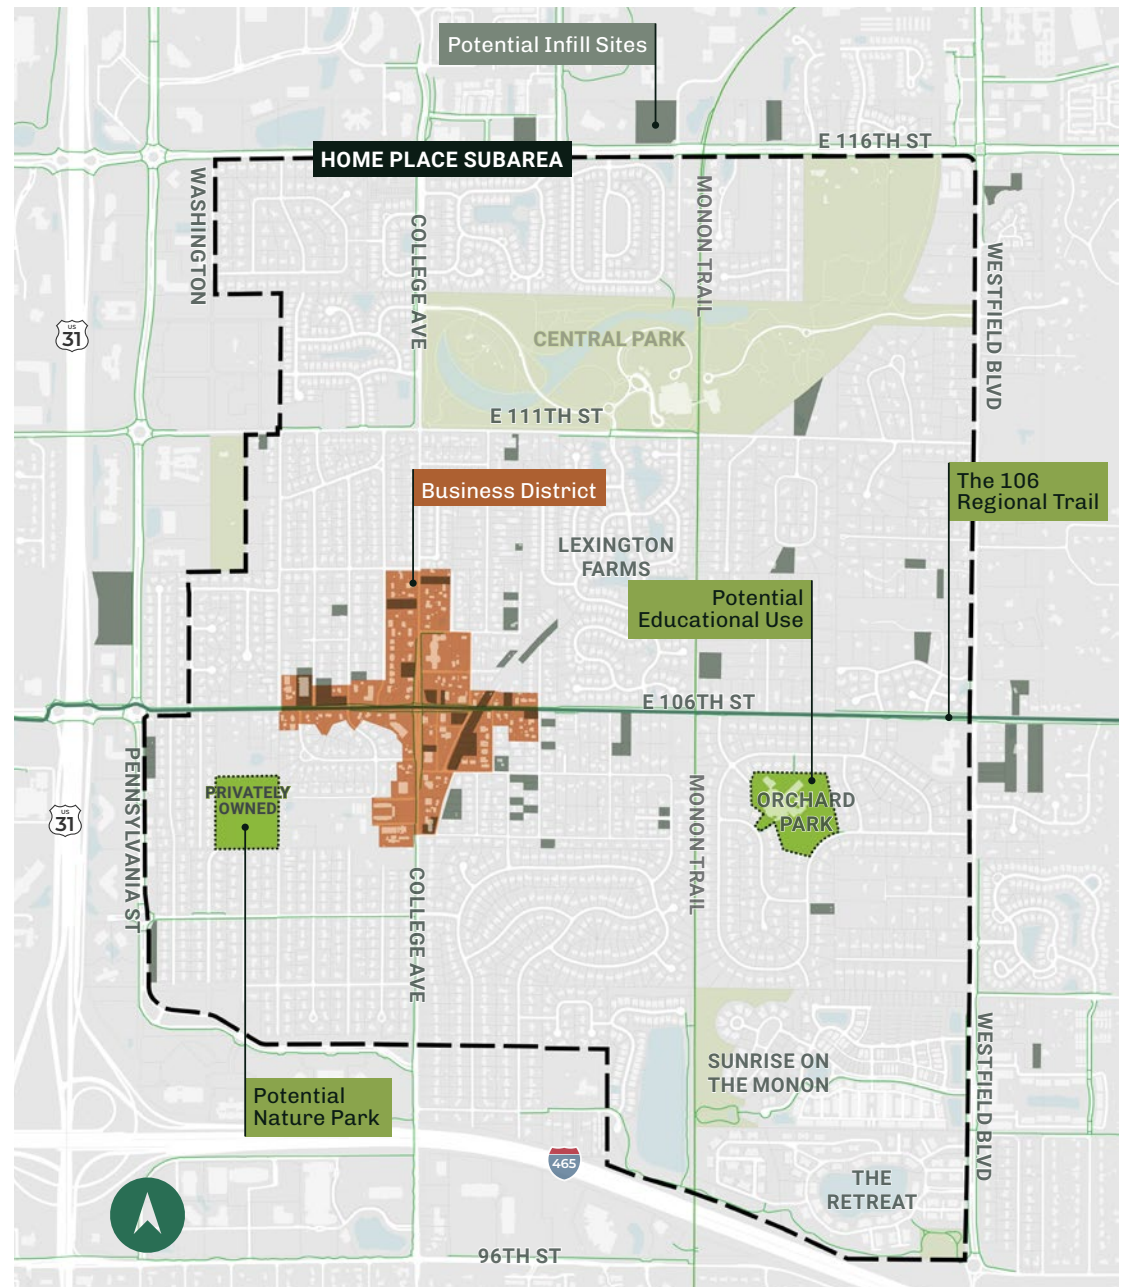 Potential Infill Sites
E 116TH ST
HOME PLACE SUBAREA
WASHINGTON
COLLEGE AVE
MONON TRAIL
WESTFIELD BLVD
US
31
CENTRAL PARK
E 111TH ST
Business District
The 106
Regional Trail
LEXINGTON
FARMS
Potential
Educational Use
E 106TH ST
PENNSYLVANIA ST
PRIVATELY
OWNED
US
31
MONON TRAIL
ORCHARD
PARK
COLLEGE AVE
WESTFIELD BLVD
SUNRISE ON
THE MONON
Potential
Nature Park
465
THE
RETREAT
96TH ST